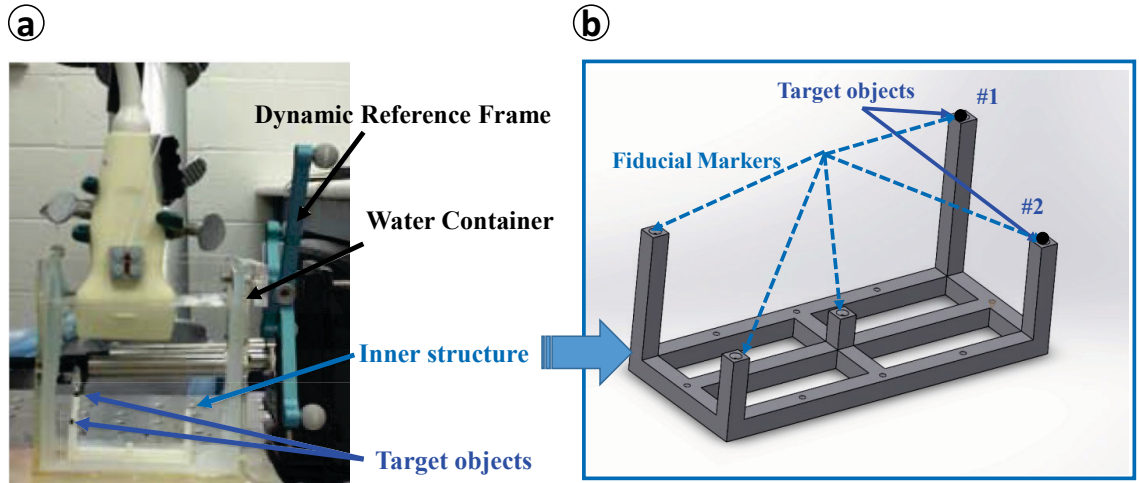 a
Dynamic Reference Frame
Water Container
Inner structure
Target objects
b
Target objects
#1
Fiducial Markers
#2